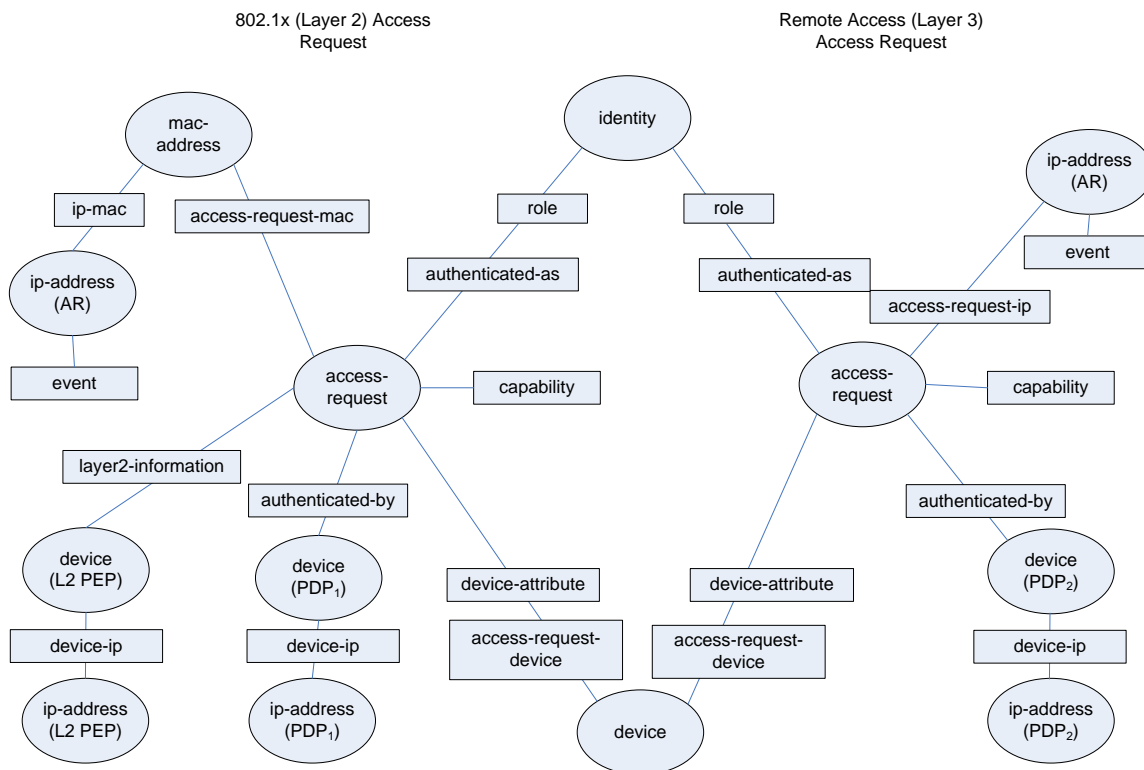 802.1x (Layer 2) Access
Request
Remote Access (Layer 3)
Access Request
mac-
address
identity
ip-address
(AR)
ip-mac
access-request-mac
role
role
event
ip-address
(AR)
authenticated-as
authenticated-as
access-request-ip
event
access-
request
capability
access-
request
capability
layer2-information
authenticated-by
authenticated-by
device
(L2 PEP)
device
(PDP1)
device-attribute
device-attribute
device
(PDP2)
device-ip
device-ip
access-request-
device
access-request-
device
device-ip
ip-address
(L2 PEP)
ip-address
(PDP1)
device
ip-address
(PDP2)